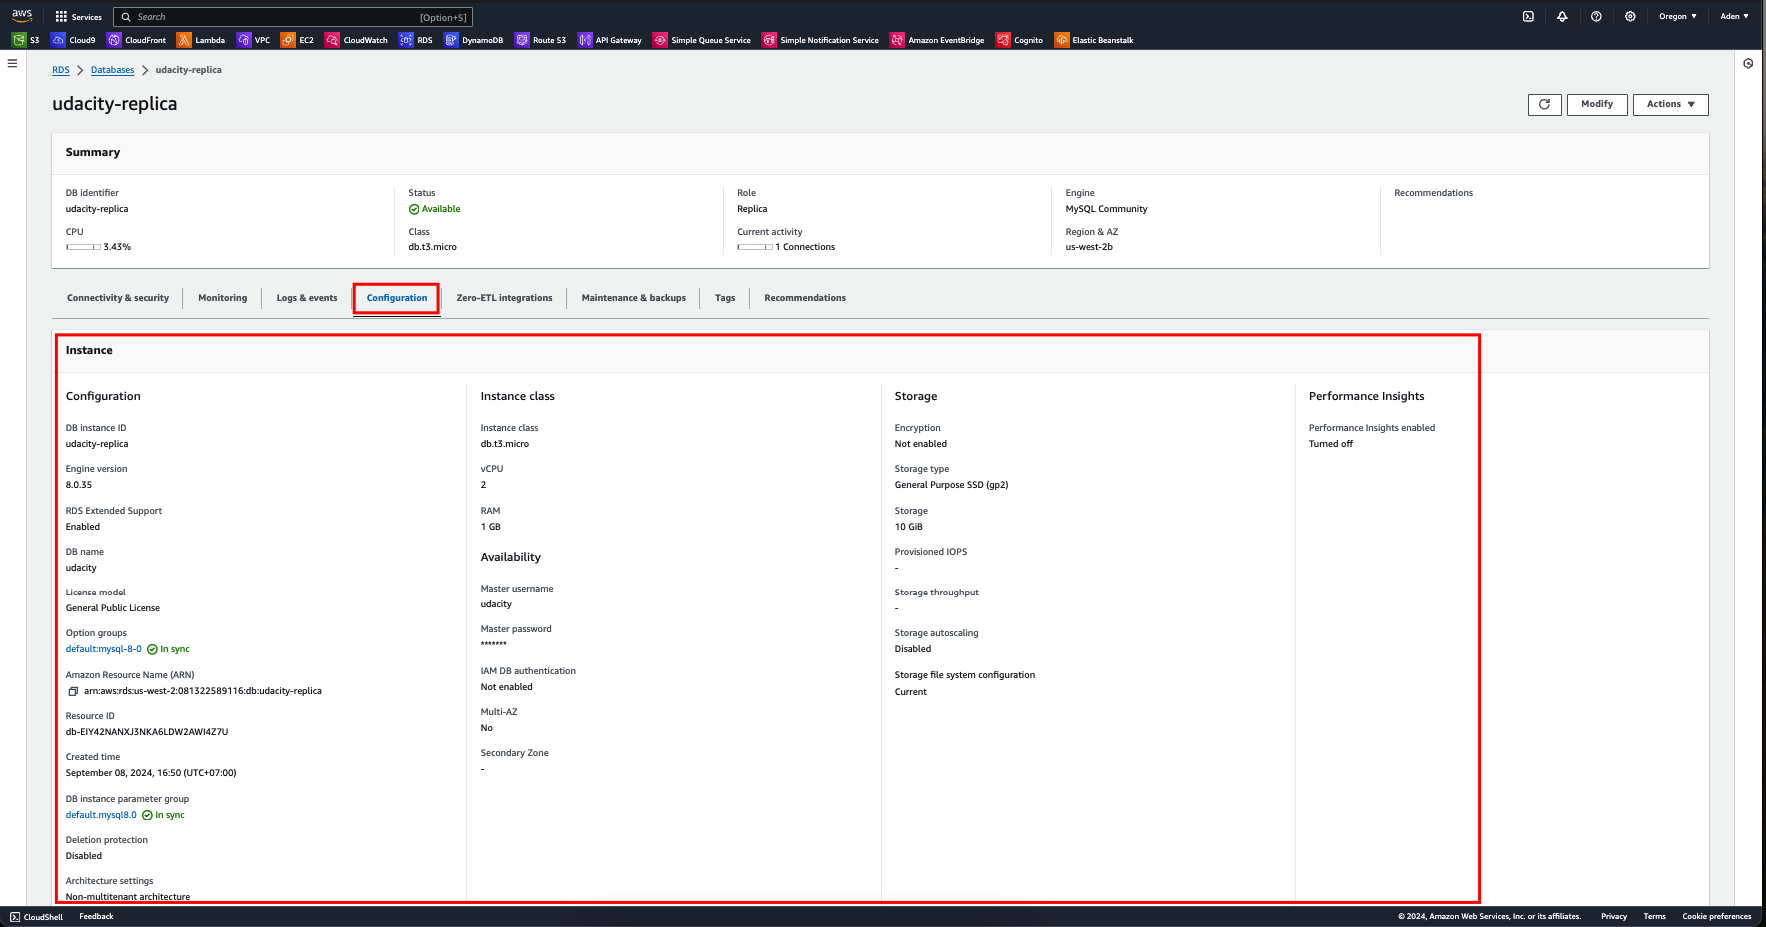 aws Services Search [Option+S] Oregon ▼ Aden ▼
S3 Cloud9 CloudFront Lambda VPC EC2 CloudWatch RDS DynamoDB Route 53 API Gateway Simple Queue Service Simple Notification Service Amazon EventBridge Cognito Elastic Beanstalk
RDS > Databases > udacity-replica
udacity-replica
Modify Actions ▼
Summary
DB identifier
udacity-replica
CPU
3.43%
Status
Available
Class
db.t3.micro
Role
Replica
Current activity
1 Connections
Engine
MySQL Community
Region & AZ
us-west-2b
Recommendations
Connectivity & security Monitoring Logs & events Configuration Zero-ETL integrations Maintenance & backups Tags Recommendations
Instance
Configuration
DB instance ID
udacity-replica
Engine version
8.0.35
RDS Extended Support
Enabled
DB name
udacity
License model
General Public License
Option groups
default:mysql-8-0 In sync
Amazon Resource Name (ARN)
arn:aws:rds:us-west-2:081322589116:db:udacity-replica
Resource ID
db-EIY42NANXJ3NKA6LDW2AWI4Z7U
Created time
September 08, 2024, 16:50 (UTC+07:00)
DB instance parameter group
default.mysql8.0 In sync
Deletion protection
Disabled
Architecture settings
Non-multitenant architecture
Instance class
Instance class
db.t3.micro
vCPU
2
RAM
1 GB
Availability
Master username
udacity
Master password
*******
IAM DB authentication
Not enabled
Multi-AZ
No
Secondary Zone
-
Storage
Encryption
Not enabled
Storage type
General Purpose SSD (gp2)
Storage
10 GiB
Provisioned IOPS
-
Storage throughput
-
Storage autoscaling
Disabled
Storage file system configuration
Current
Performance Insights
Performance Insights enabled
Turned off
CloudShell Feedback © 2024, Amazon Web Services, Inc. or its affiliates. Privacy Terms Cookie preferences